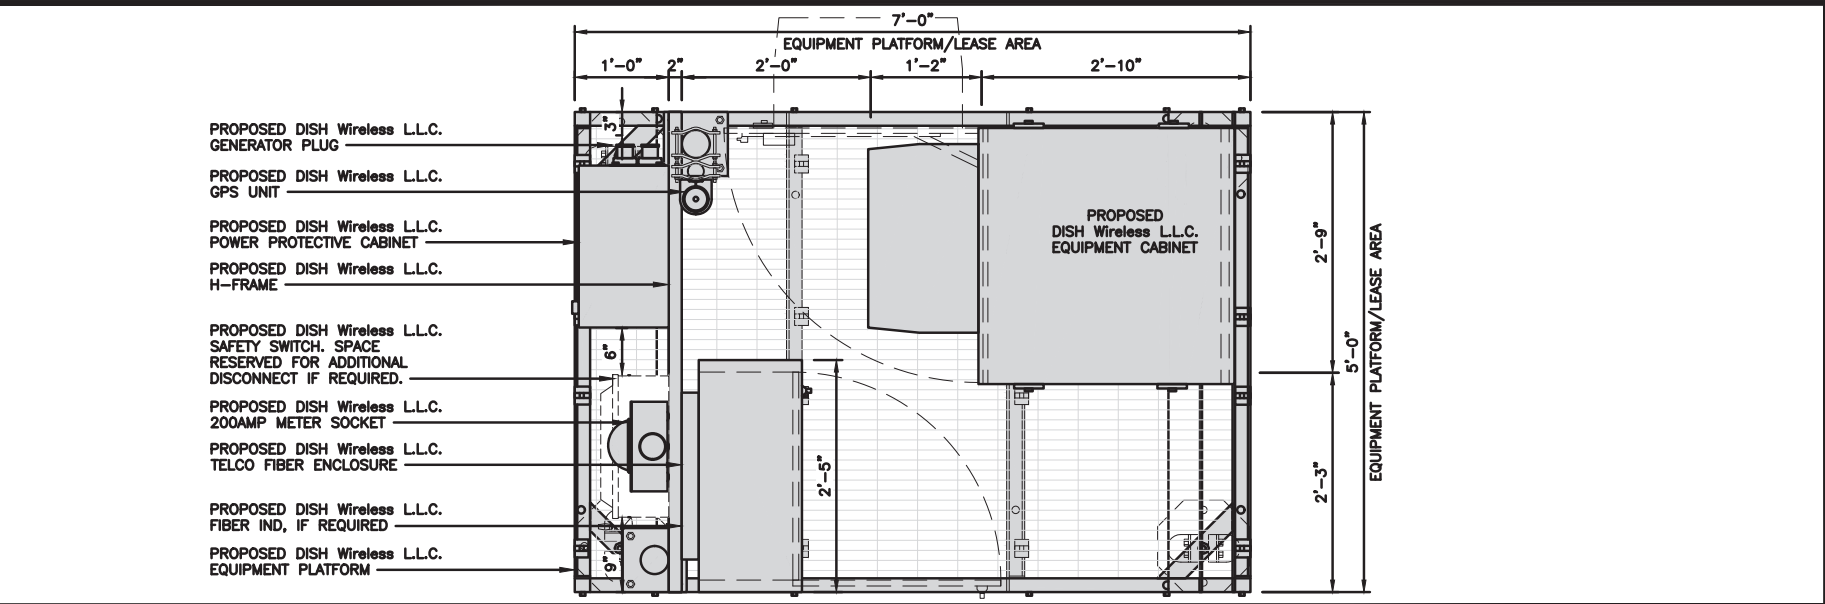 7'-0"
EQUIPMENT PLATFORM/LEASE AREA
1'-0" 2" 2'-0" 1'-2" 2'-10"
3"
PROPOSED DISH Wireless L.L.C.
GENERATOR PLUG
PROPOSED DISH Wireless L.L.C.
GPS UNIT
PROPOSED DISH Wireless L.L.C.
POWER PROTECTIVE CABINET
PROPOSED DISH Wireless L.L.C.
H-FRAME
PROPOSED DISH Wireless L.L.C.
SAFETY SWITCH. SPACE
RESERVED FOR ADDITIONAL
DISCONNECT IF REQUIRED.
PROPOSED DISH Wireless L.L.C.
200AMP METER SOCKET
PROPOSED DISH Wireless L.L.C.
TELCO FIBER ENCLOSURE
PROPOSED DISH Wireless L.L.C.
FIBER IND, IF REQUIRED
PROPOSED DISH Wireless L.L.C.
EQUIPMENT PLATFORM
6"
9"
2'-5"
PROPOSED
DISH Wireless L.L.C.
EQUIPMENT CABINET
2'-9"
2'-3"
5'-0"
EQUIPMENT PLATFORM/LEASE AREA